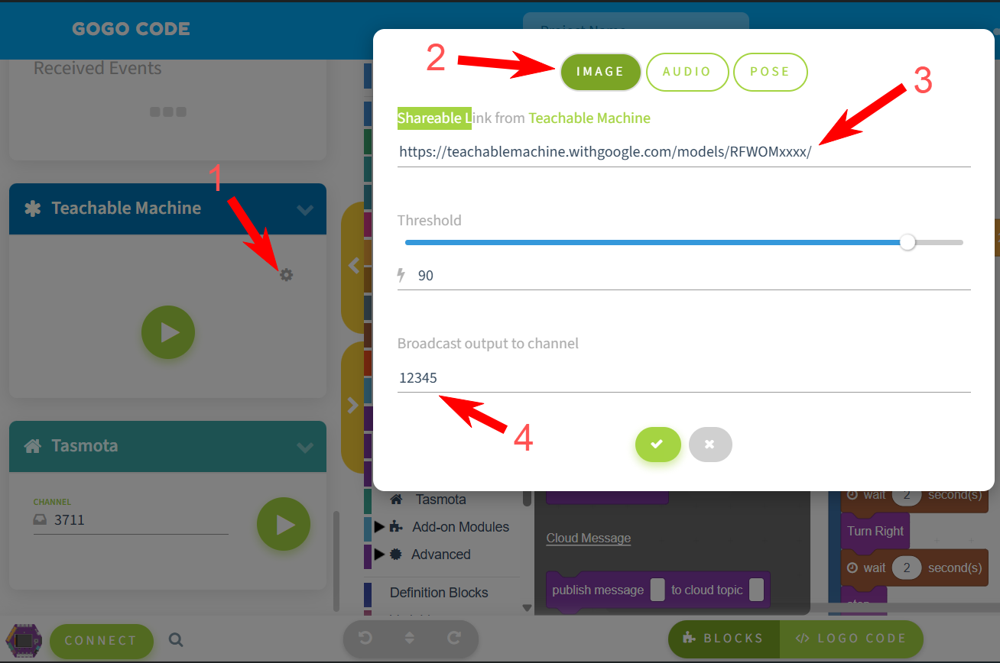 GOGO CODE
Project Name
Received Events
1
Teachable Machine
Tasmota
CHANNEL
3711
CONNECT
2
IMAGE
AUDIO
POSE
3
Shareable Link from Teachable Machine
https://teachablemachine.withgoogle.com/models/RFWOMxxxx/
Threshold
90
Broadcast output to channel
12345
4
Tasmota
Add-on Modules
Advanced
Definition Blocks
Cloud Message
publish message to cloud topic
wait 2 second(s)
Turn Right
wait 2 second(s)
stop
BLOCKS
</> LOGO CODE